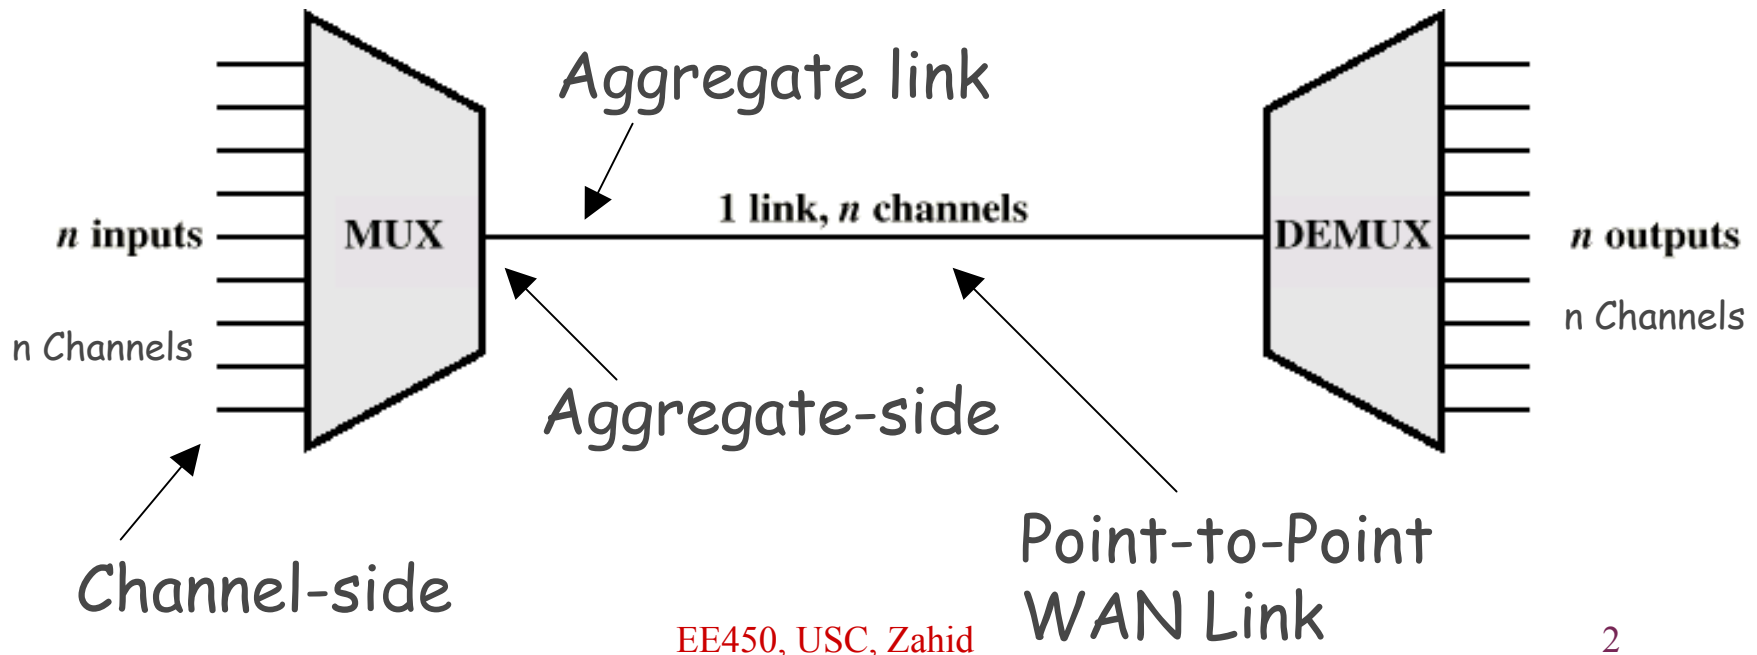 Aggregate link
1 link, n channels
n inputs
MUX
DEMUX
n outputs
n Channels
n Channels
Aggregate-side
Channel-side
Point-to-Point
WAN Link
EE450, USC, Zahid
2